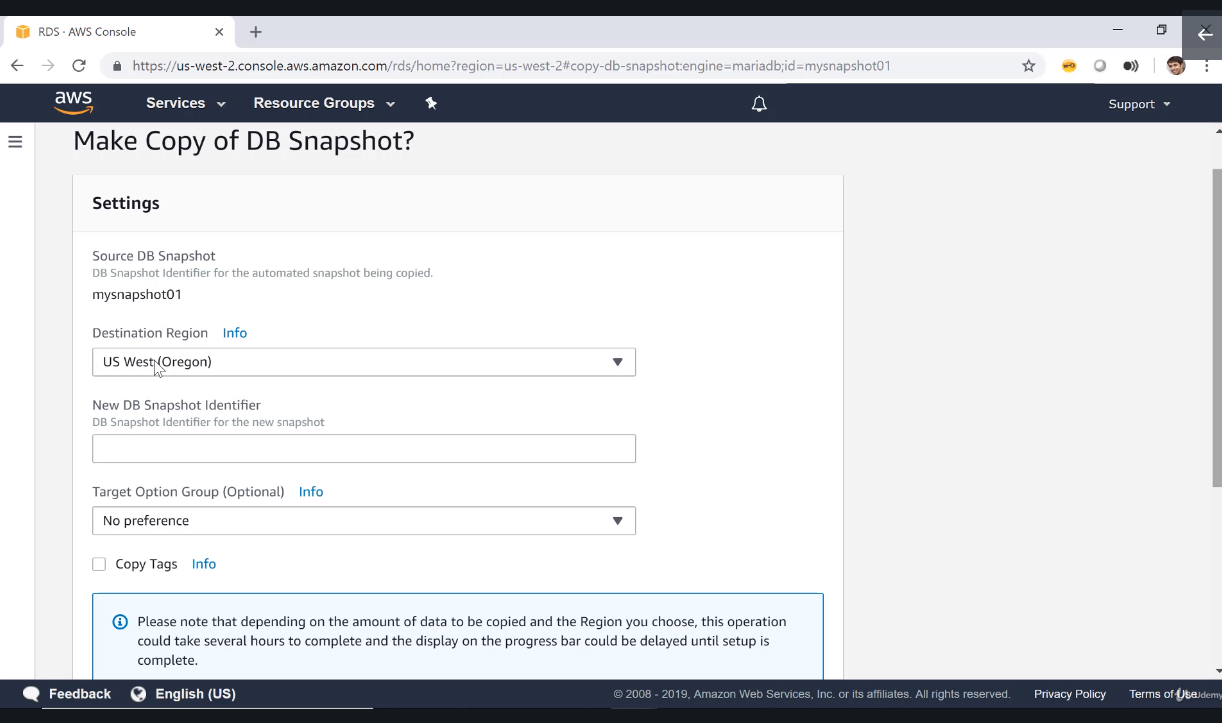 RDS · AWS Console
https://us-west-2.console.aws.amazon.com/rds/home?region=us-west-2#copy-db-snapshot:engine=mariadb;id=mysnapshot01
aws Services Resource Groups Support
Make Copy of DB Snapshot?
Settings
Source DB Snapshot
DB Snapshot Identifier for the automated snapshot being copied.
mysnapshot01
Destination Region Info
US West (Oregon)
New DB Snapshot Identifier
DB Snapshot Identifier for the new snapshot
Target Option Group (Optional) Info
No preference
Copy Tags Info
Please note that depending on the amount of data to be copied and the Region you choose, this operation
could take several hours to complete and the display on the progress bar could be delayed until setup is
complete.
Feedback English (US) © 2008 - 2019, Amazon Web Services, Inc. or its affiliates. All rights reserved. Privacy Policy Terms of Use Udemy